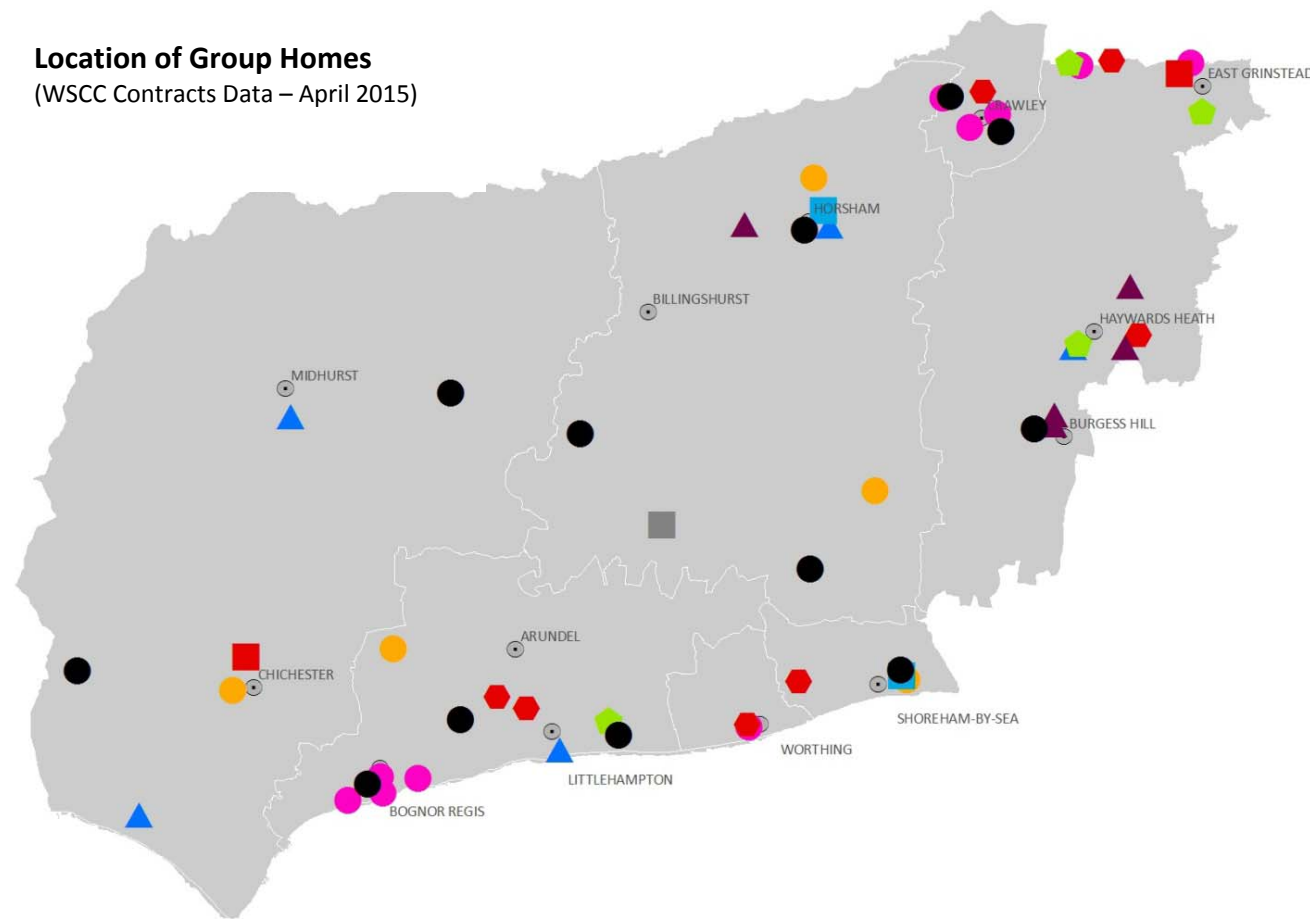 Location of Group Homes
(WSCC Contracts Data – April 2015)
EAST GRINSTEAD
RAWLEY
HORSHAM
BILLINGSHURST
HAYWARDS HEATH
MIDHURST
BURGESS HILL
ARUNDEL
CHICHESTER
SHOREHAM-BY-SEA
WORTHING
LITTLEHAMPTON
BOGNOR REGIS